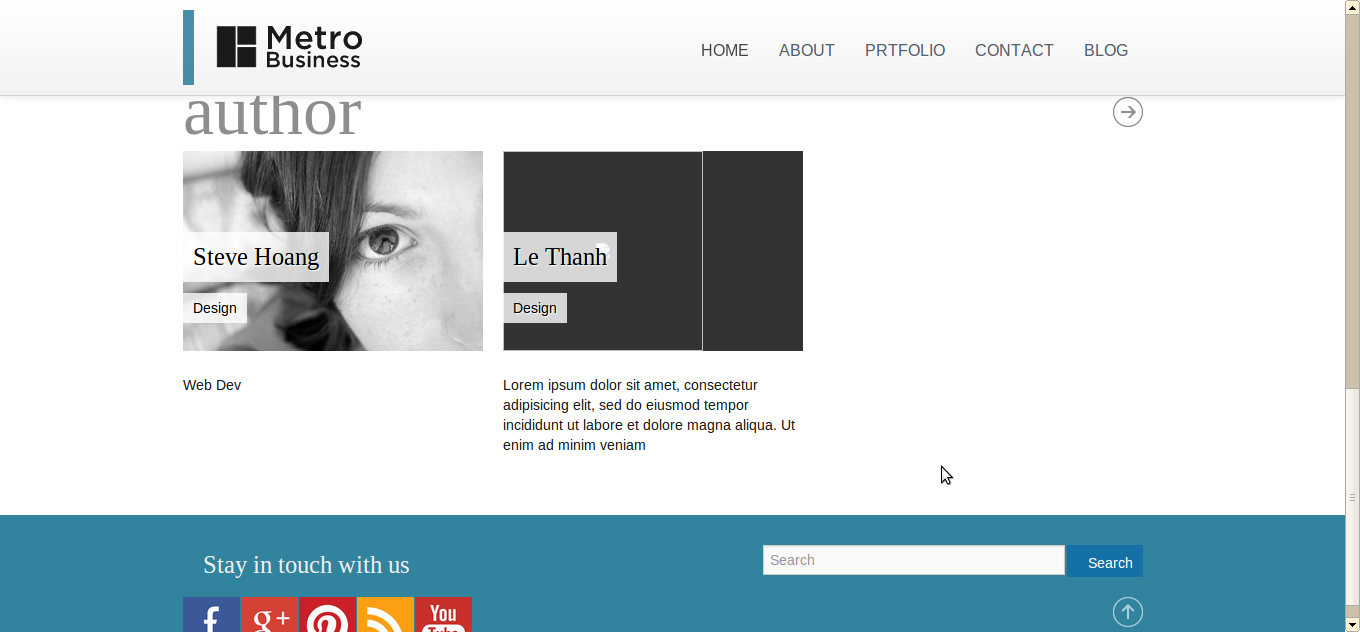 Metro
Business
HOME
ABOUT
PRTFOLIO
CONTACT
BLOG
author
Steve Hoang
Design
Web Dev
Le Thanh
Design
Lorem ipsum dolor sit amet, consectetur
adipisicing elit, sed do eiusmod tempor
incididunt ut labore et dolore magna aliqua. Ut
enim ad minim veniam
Stay in touch with us
Search
Search
f
g+
You
Tube